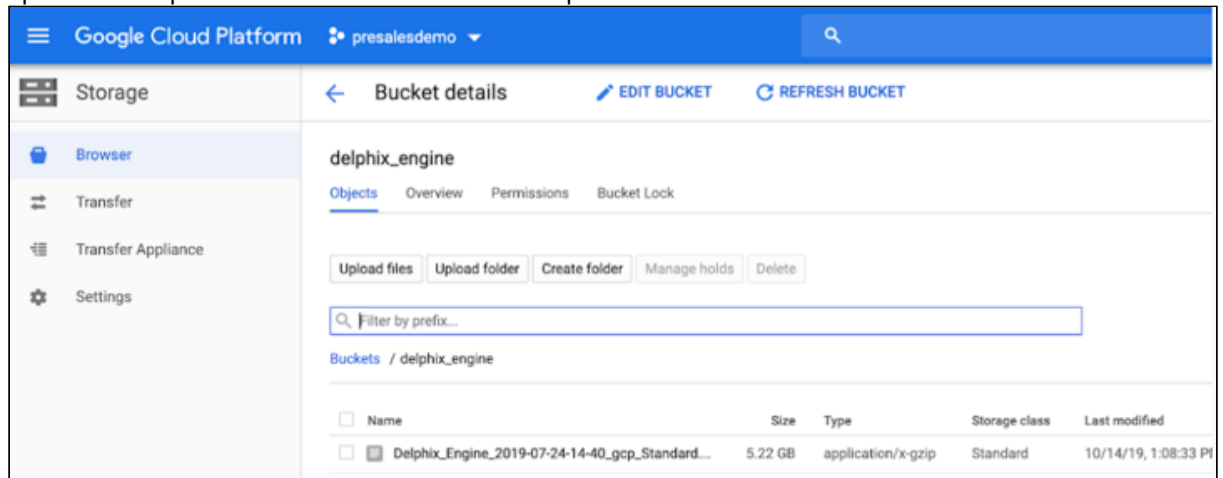 Google Cloud Platform presalesdemo
Storage
Bucket details EDIT BUCKET REFRESH BUCKET
Browser
Transfer
Transfer Appliance
Settings
delphix_engine
Objects Overview Permissions Bucket Lock
Upload files Upload folder Create folder Manage holds Delete
Filter by prefix...
Buckets / delphix_engine
Name Size Type Storage class Last modified
Delphix_Engine_2019-07-24-14-40_gcp_Standard... 5.22 GB application/x-gzip Standard 10/14/19, 1:08:33